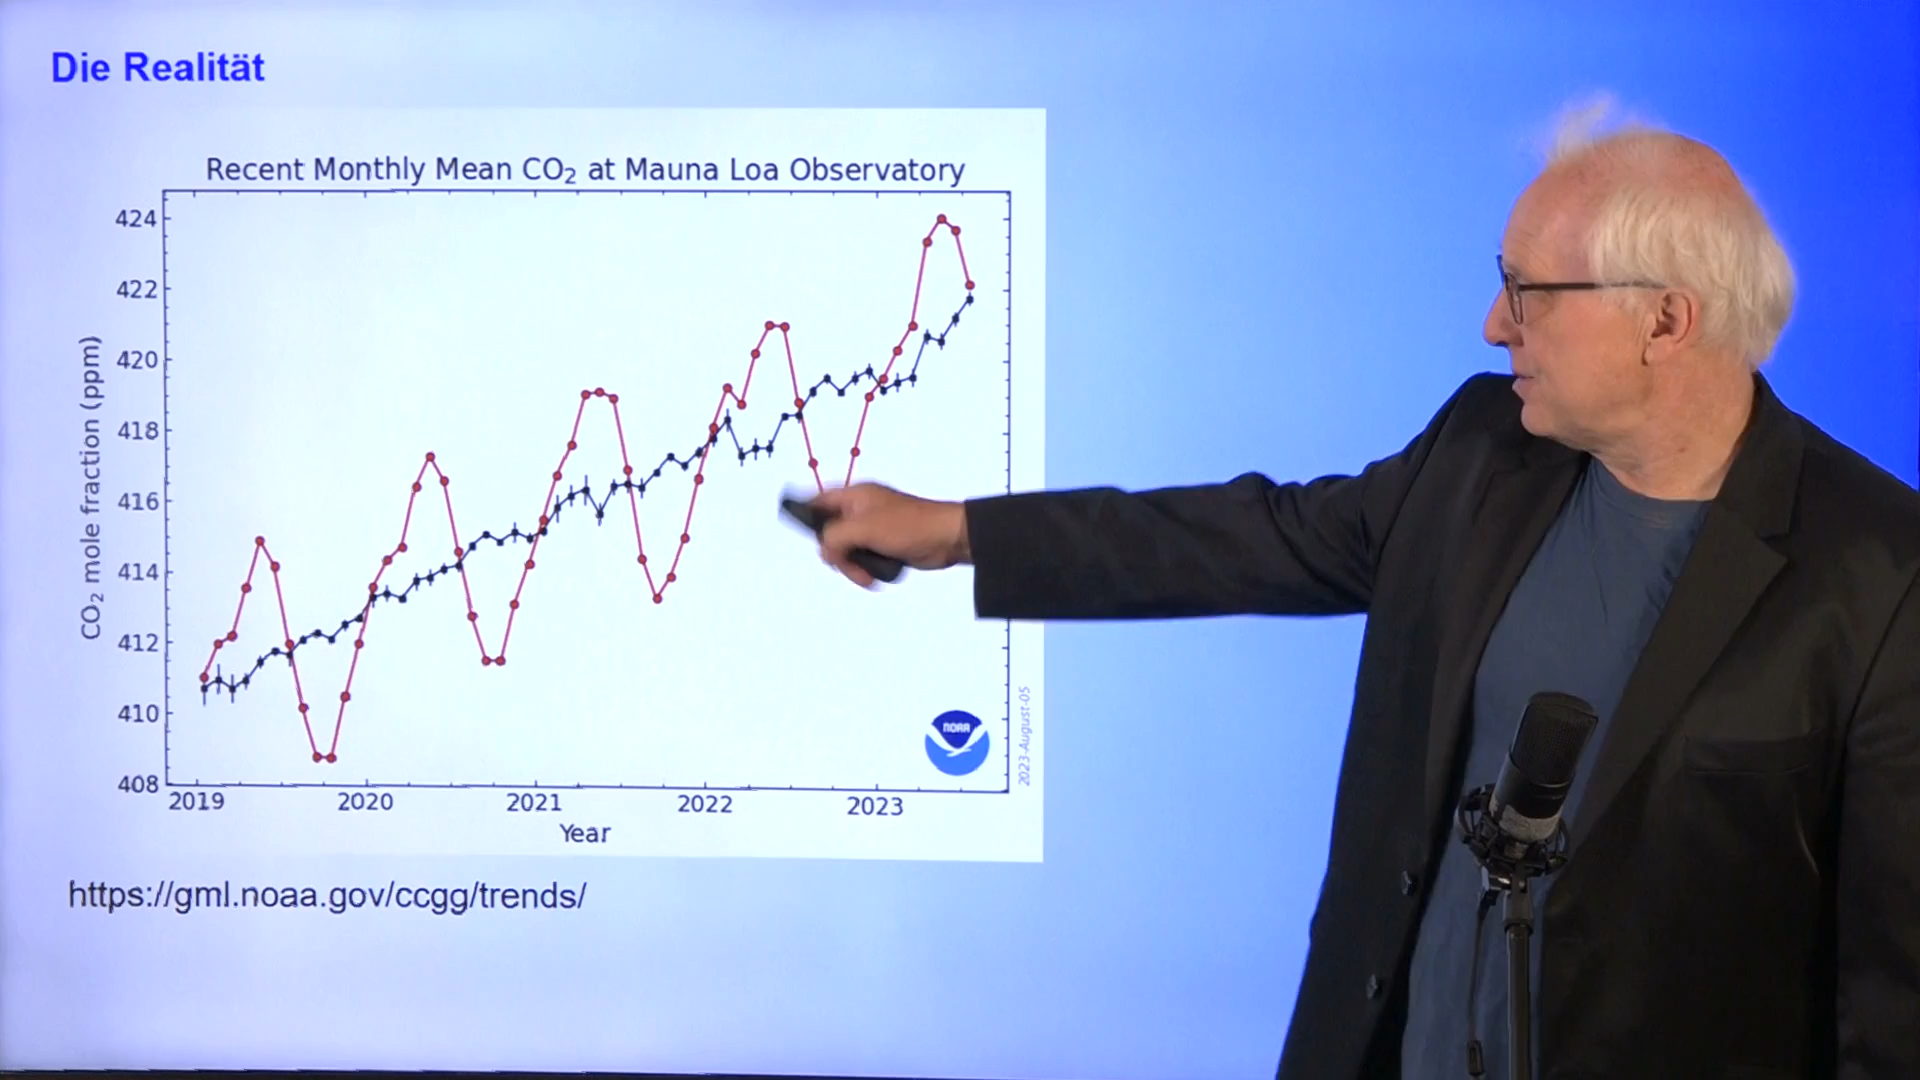 Die Realität
Recent Monthly Mean CO₂ at Mauna Loa Observatory
424
422
420
418
416
414
412
410
408
CO₂ mole fraction (ppm)
2019
2020
2021
2022
2023
Year
NOAA
2023-August-05
https://gml.noaa.gov/ccgg/trends/